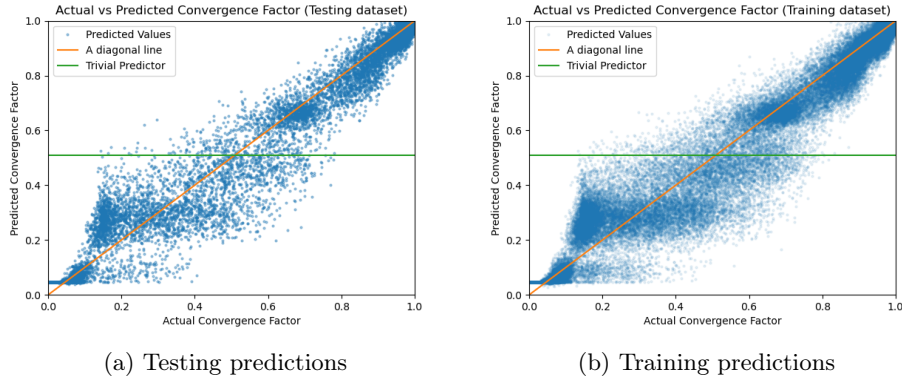 Actual vs Predicted Convergence Factor (Testing dataset)
1.0
0.8
0.6
0.4
0.2
0.0
Predicted Convergence Factor
Predicted Values
A diagonal line
Trivial Predictor
0.0 0.2 0.4 0.6 0.8 1.0
Actual Convergence Factor
(a) Testing predictions
Actual vs Predicted Convergence Factor (Training dataset)
1.0
0.8
0.6
0.4
0.2
0.0
Predicted Convergence Factor
Predicted Values
A diagonal line
Trivial Predictor
0.0 0.2 0.4 0.6 0.8 1.0
Actual Convergence Factor
(b) Training predictions